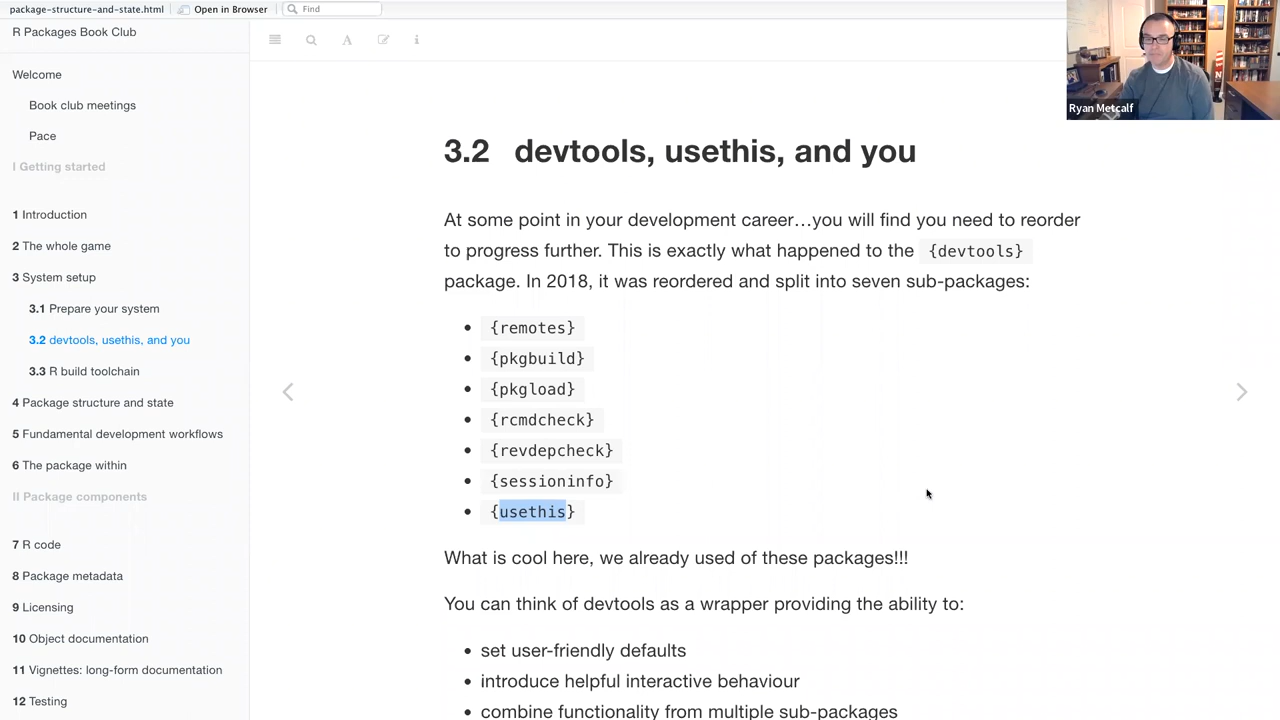 package-structure-and-state.html
Open in Browser
Find
R Packages Book Club
Welcome
Book club meetings
Pace
I Getting started
1 Introduction
2 The whole game
3 System setup
3.1 Prepare your system
3.2 devtools, usethis, and you
3.3 R build toolchain
4 Package structure and state
5 Fundamental development workflows
6 The package within
II Package components
7 R code
8 Package metadata
9 Licensing
10 Object documentation
11 Vignettes: long-form documentation
12 Testing
3.2 devtools, usethis, and you
At some point in your development career…you will find you need to reorder
to progress further. This is exactly what happened to the {devtools}
package. In 2018, it was reordered and split into seven sub-packages:
• {remotes}
• {pkgbuild}
• {pkgload}
• {rcmdcheck}
• {revdepcheck}
• {sessioninfo}
• {usethis}
What is cool here, we already used of these packages!!!
You can think of devtools as a wrapper providing the ability to:
• set user-friendly defaults
• introduce helpful interactive behaviour
• combine functionality from multiple sub-packages
Ryan Metcalf